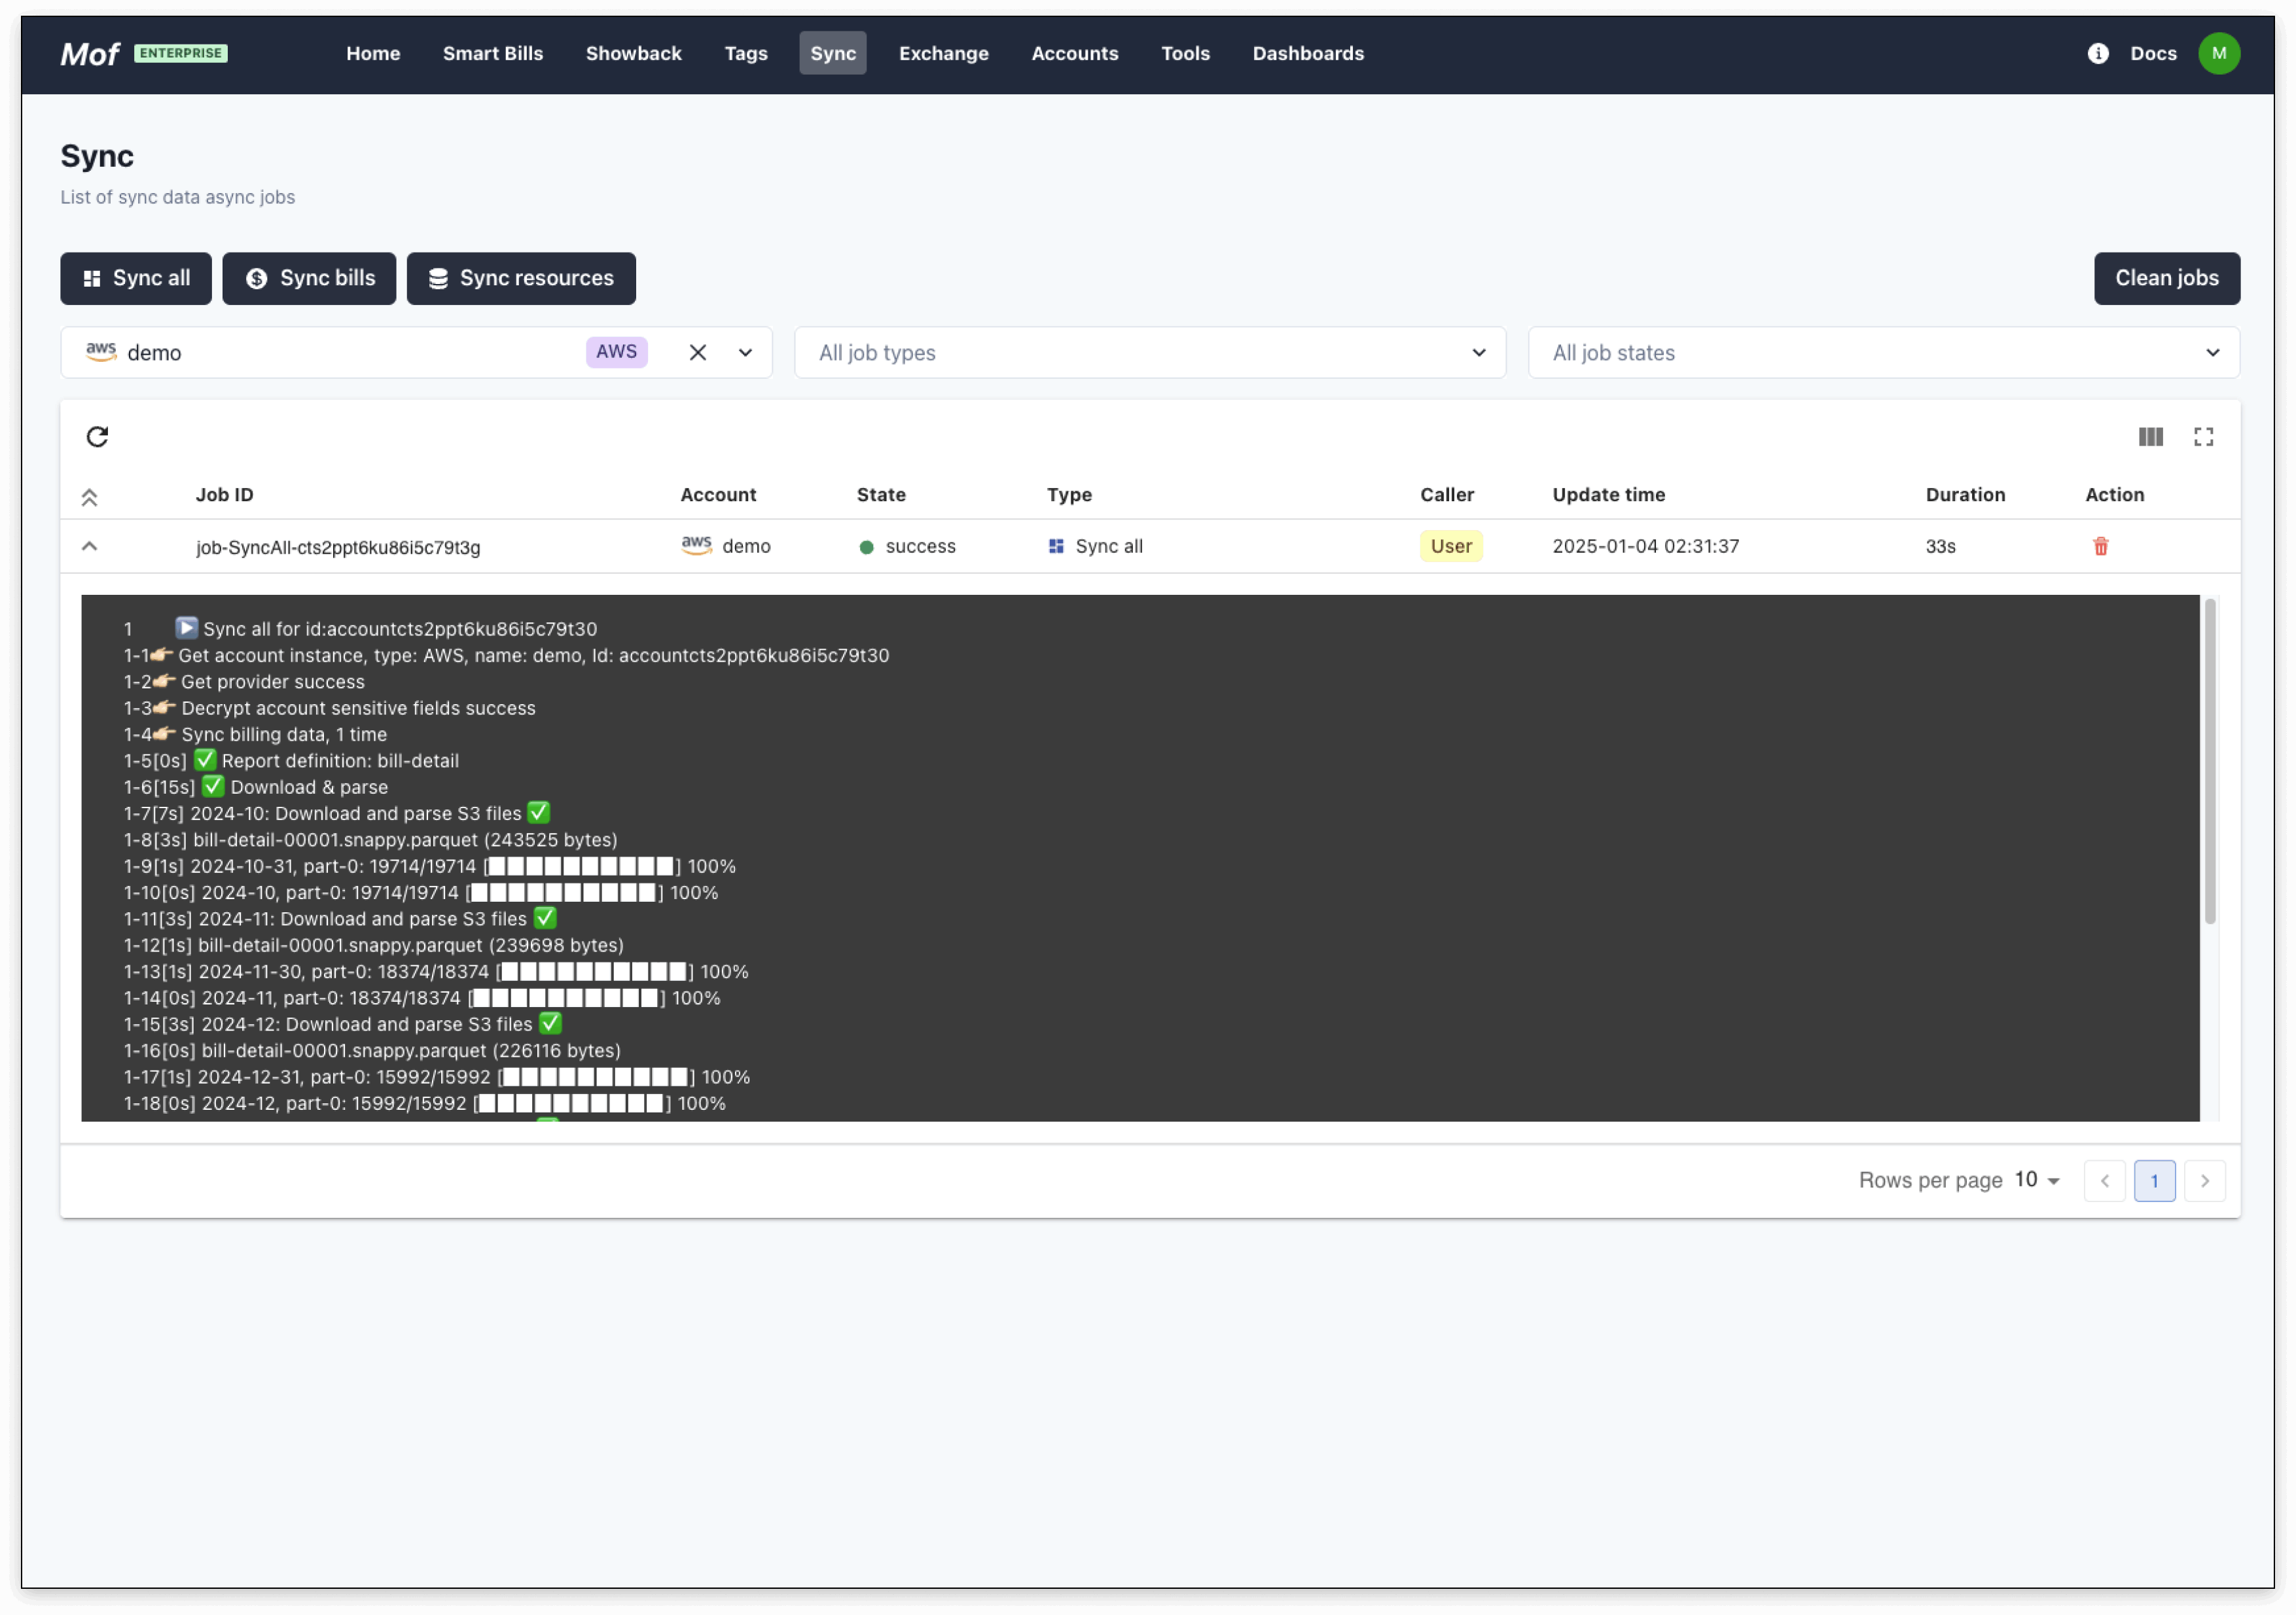 Mof ENTERPRISE Home Smart Bills Showback Tags Sync Exchange Accounts Tools Dashboards Docs M
Sync
List of sync data async jobs
Sync all Sync bills Sync resources Clean jobs
aws demo AWS All job types All job states
Job ID Account State Type Caller Update time Duration Action
job-SyncAll-cts2ppt6ku86i5c79t3g aws demo success Sync all User 2025-01-04 02:31:37 33s
1 ▶️ Sync all for id:accountcts2ppt6ku86i5c79t30
1-1👉🏻 Get account instance, type: AWS, name: demo, Id: accountcts2ppt6ku86i5c79t30
1-2👉🏻 Get provider success
1-3👉🏻 Decrypt account sensitive fields success
1-4👉🏻 Sync billing data, 1 time
1-5[0s] ✅ Report definition: bill-detail
1-6[15s] ✅ Download & parse
1-7[7s] 2024-10: Download and parse S3 files ✅
1-8[3s] bill-detail-00001.snappy.parquet (243525 bytes)
1-9[1s] 2024-10-31, part-0: 19714/19714 [██████████] 100%
1-10[0s] 2024-10, part-0: 19714/19714 [██████████] 100%
1-11[3s] 2024-11: Download and parse S3 files ✅
1-12[1s] bill-detail-00001.snappy.parquet (239698 bytes)
1-13[1s] 2024-11-30, part-0: 18374/18374 [██████████] 100%
1-14[0s] 2024-11, part-0: 18374/18374 [██████████] 100%
1-15[3s] 2024-12: Download and parse S3 files ✅
1-16[0s] bill-detail-00001.snappy.parquet (226116 bytes)
1-17[1s] 2024-12-31, part-0: 15992/15992 [██████████] 100%
1-18[0s] 2024-12, part-0: 15992/15992 [██████████] 100%
Rows per page 10 1